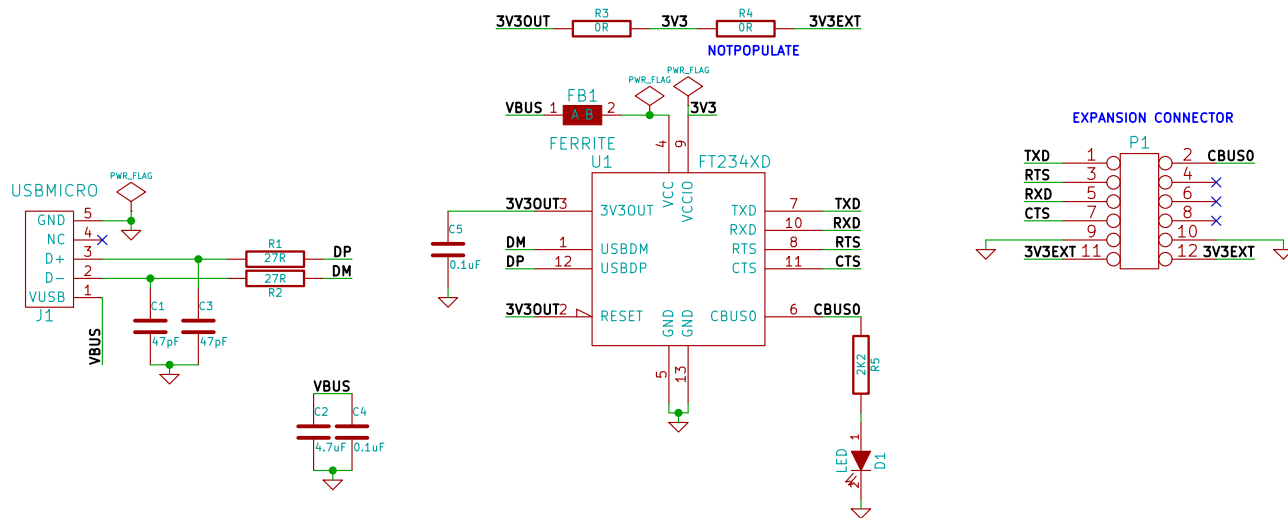 3V3OUT R3 0R 3V3 R4 0R 3V3EXT
NOTPOPULATE
PWR_FLAG
PWR_FLAG
FB1
VBUS 1 A B 2 3V3
FERRITE
4 9
U1 FT234XD
VCC VCCIO
3V3OUT 3 3V3OUT TXD 7 TXD
RXD 10 RXD
DM 1 USBDM RTS 8 RTS
DP 12 USBDP CTS 11 CTS
3V3OUT 2 RESET CBUS0 6 CBUS0
GND GND
5 13
C5
0.1uF
2K2 R5
1
LED D1
2
USBMICRO
PWR_FLAG
GND 5
NC 4
D+ 3
D- 2
VUSB 1
J1
VBUS
R1
27R DP
27R DM
R2
C1 C3
47pF 47pF
VBUS
C2 C4
4.7uF 0.1uF
EXPANSION CONNECTOR
P1
TXD 1 2 CBUS0
RTS 3 4
RXD 5 6
CTS 7 8
9 10
3V3EXT 11 12 3V3EXT